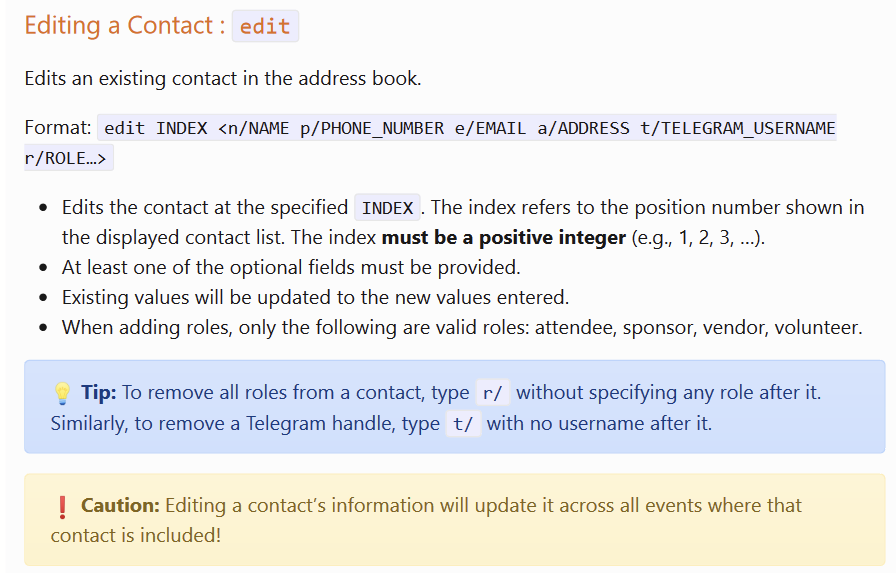 Editing a Contact : edit
Edits an existing contact in the address book.
Format: edit INDEX <n/NAME p/PHONE_NUMBER e/EMAIL a/ADDRESS t/TELEGRAM_USERNAME
r/ROLE…>
• Edits the contact at the specified INDEX . The index refers to the position number shown in
the displayed contact list. The index must be a positive integer (e.g., 1, 2, 3, …).
• At least one of the optional fields must be provided.
• Existing values will be updated to the new values entered.
• When adding roles, only the following are valid roles: attendee, sponsor, vendor, volunteer.
💡 Tip: To remove all roles from a contact, type r/ without specifying any role after it.
Similarly, to remove a Telegram handle, type t/ with no username after it.
❗ Caution: Editing a contact’s information will update it across all events where that
contact is included!